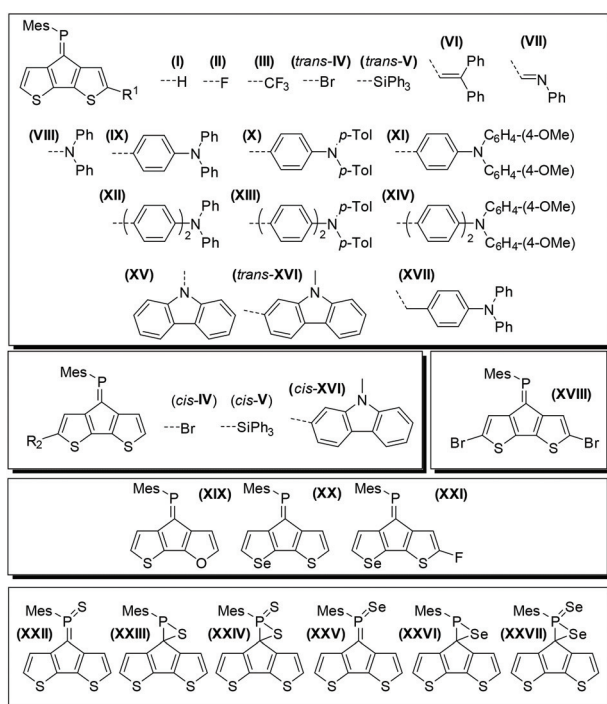 Mes
P
S S R¹
(I) (II) (III) (trans-IV) (trans-V) (VI) (VII)
H F CF₃ Br SiPh₃ Ph Ph N Ph
(VIII) (IX) (X) (XI)
N Ph Ph N Ph Ph N p-Tol p-Tol N C₆H₄-(4-OMe) C₆H₄-(4-OMe)
(XII) (XIII) (XIV)
( )₂ N Ph Ph ( )₂ N p-Tol p-Tol ( )₂ N C₆H₄-(4-OMe) C₆H₄-(4-OMe)
(XV) (trans-XVI) (XVII)
N N N Ph Ph
Mes
P
R₂ S S
(cis-IV) (cis-V) (cis-XVI)
Br SiPh₃ N
(XVIII)
Mes
P
Br S S Br
Mes P (XIX) Mes P (XX) Mes P (XXI)
S O Se S Se S F
(XXII) Mes P S (XXIII) Mes P S (XXIV) Mes P S S (XXV) Mes P Se (XXVI) Mes P Se (XXVII) Mes P Se Se
S S S S S S S S S S S S